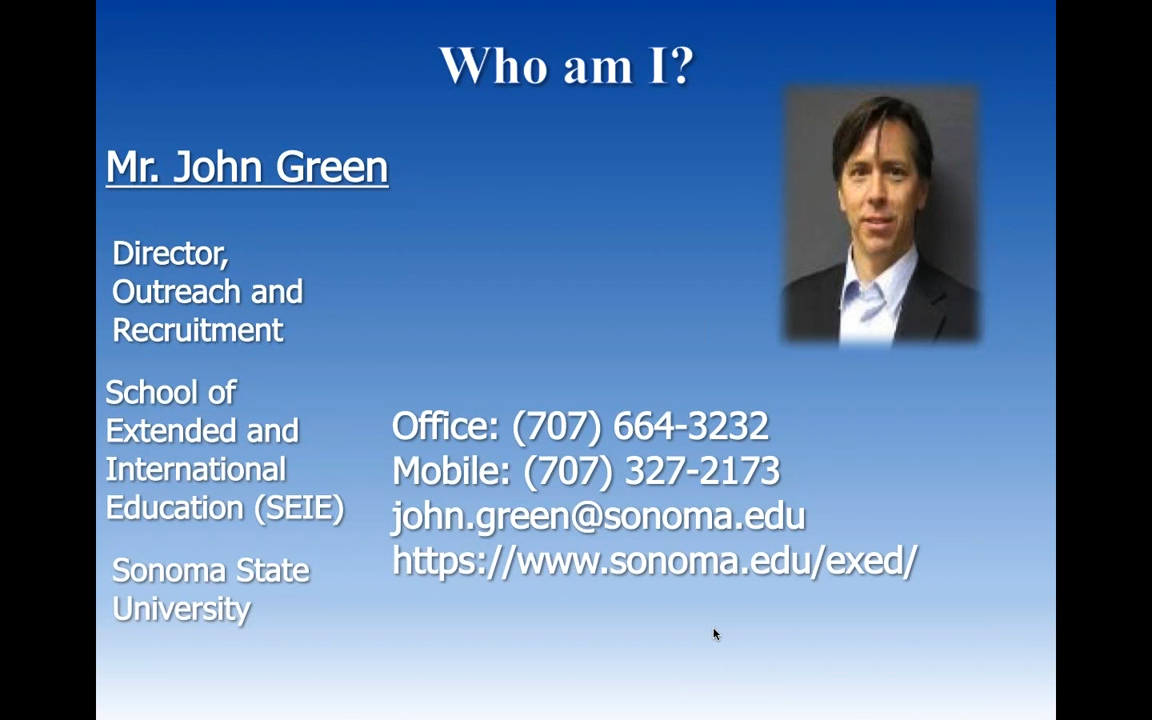 Who am I?
Mr. John Green
Director,
Outreach and
Recruitment
School of
Extended and
International
Education (SEIE)
Sonoma State
University
Office: (707) 664-3232
Mobile: (707) 327-2173
john.green@sonoma.edu
https://www.sonoma.edu/exed/